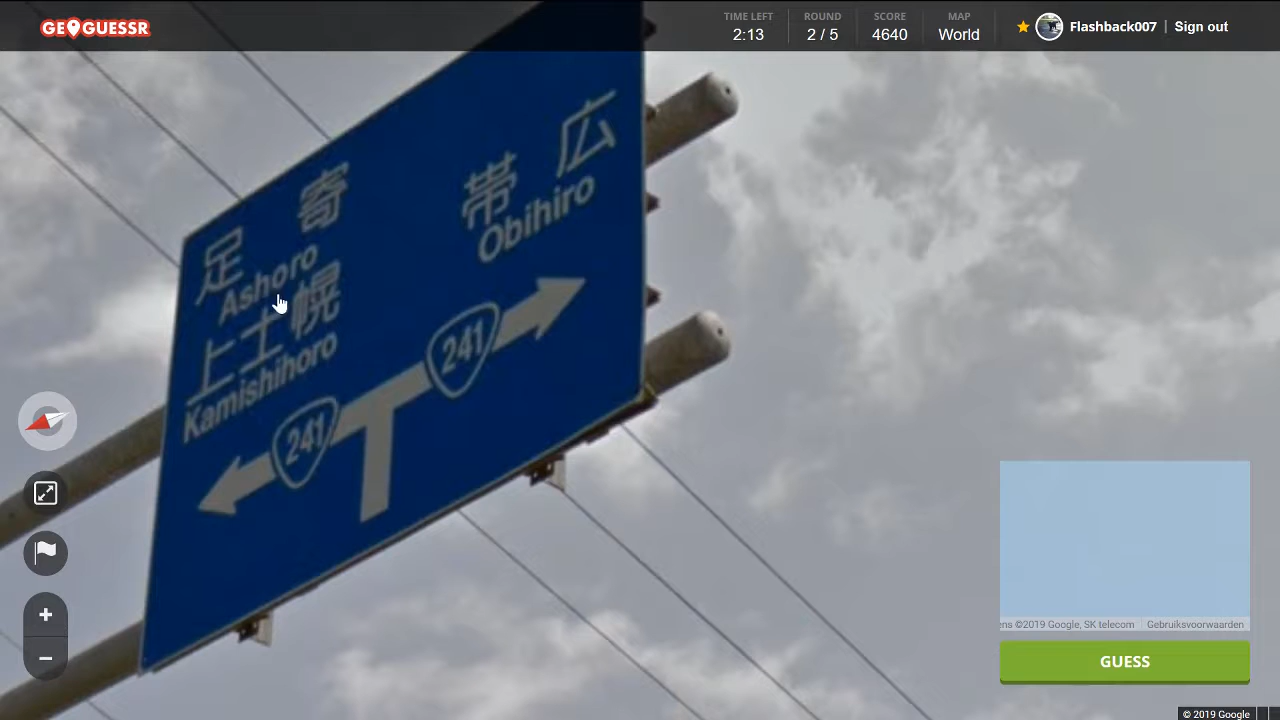 GEOGUESSR
TIME LEFT
2:13
ROUND
2 / 5
SCORE
4640
MAP
World
Flashback007 | Sign out
足寄
Ashoro
上士幌
Kamishihoro
帯広
Obihiro
241
241
+
−
ens ©2019 Google, SK telecom
Gebruiksvoorwaarden
GUESS
© 2019 Google